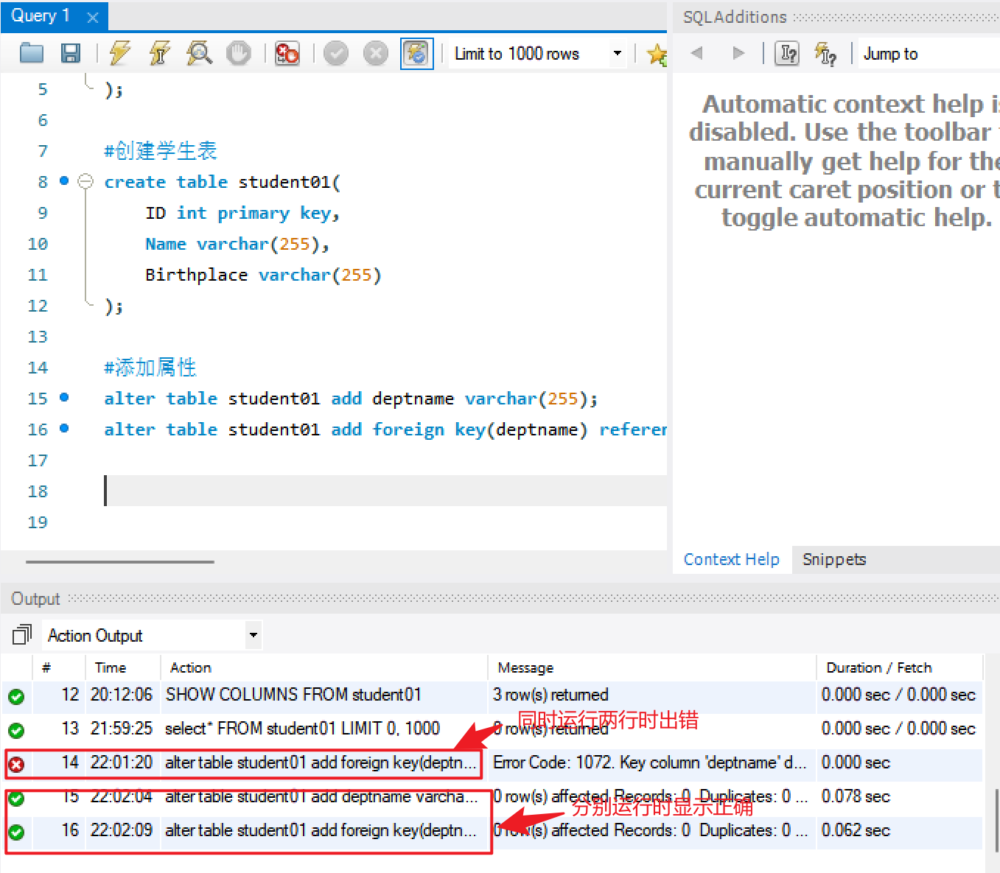 Query 1
SQLAdditions
Limit to 1000 rows
Jump to
5 );
6
7 #创建学生表
8 create table student01(
9 ID int primary key,
10 Name varchar(255),
11 Birthplace varchar(255)
12 );
13
14 #添加属性
15 alter table student01 add deptname varchar(255);
16 alter table student01 add foreign key(deptname) referen
17
18
19
Automatic context help is
disabled. Use the toolbar
manually get help for the
current caret position or t
toggle automatic help.
Context Help Snippets
Output
Action Output
# Time Action Message Duration / Fetch
12 20:12:06 SHOW COLUMNS FROM student01 3 row(s) returned 0.000 sec / 0.000 sec
同时运行两行时出错
13 21:59:25 select* FROM student01 LIMIT 0, 1000 0 row(s) returned 0.000 sec / 0.000 sec
14 22:01:20 alter table student01 add foreign key(deptn... Error Code: 1072. Key column 'deptname' d... 0.000 sec
15 22:02:04 alter table student01 add deptname varcha... 0 row(s) affected Records: 0 Duplicates: 0 ... 0.078 sec
分别运行时显示正确
16 22:02:09 alter table student01 add foreign key(deptn... 0 row(s) affected Records: 0 Duplicates: 0 ... 0.062 sec